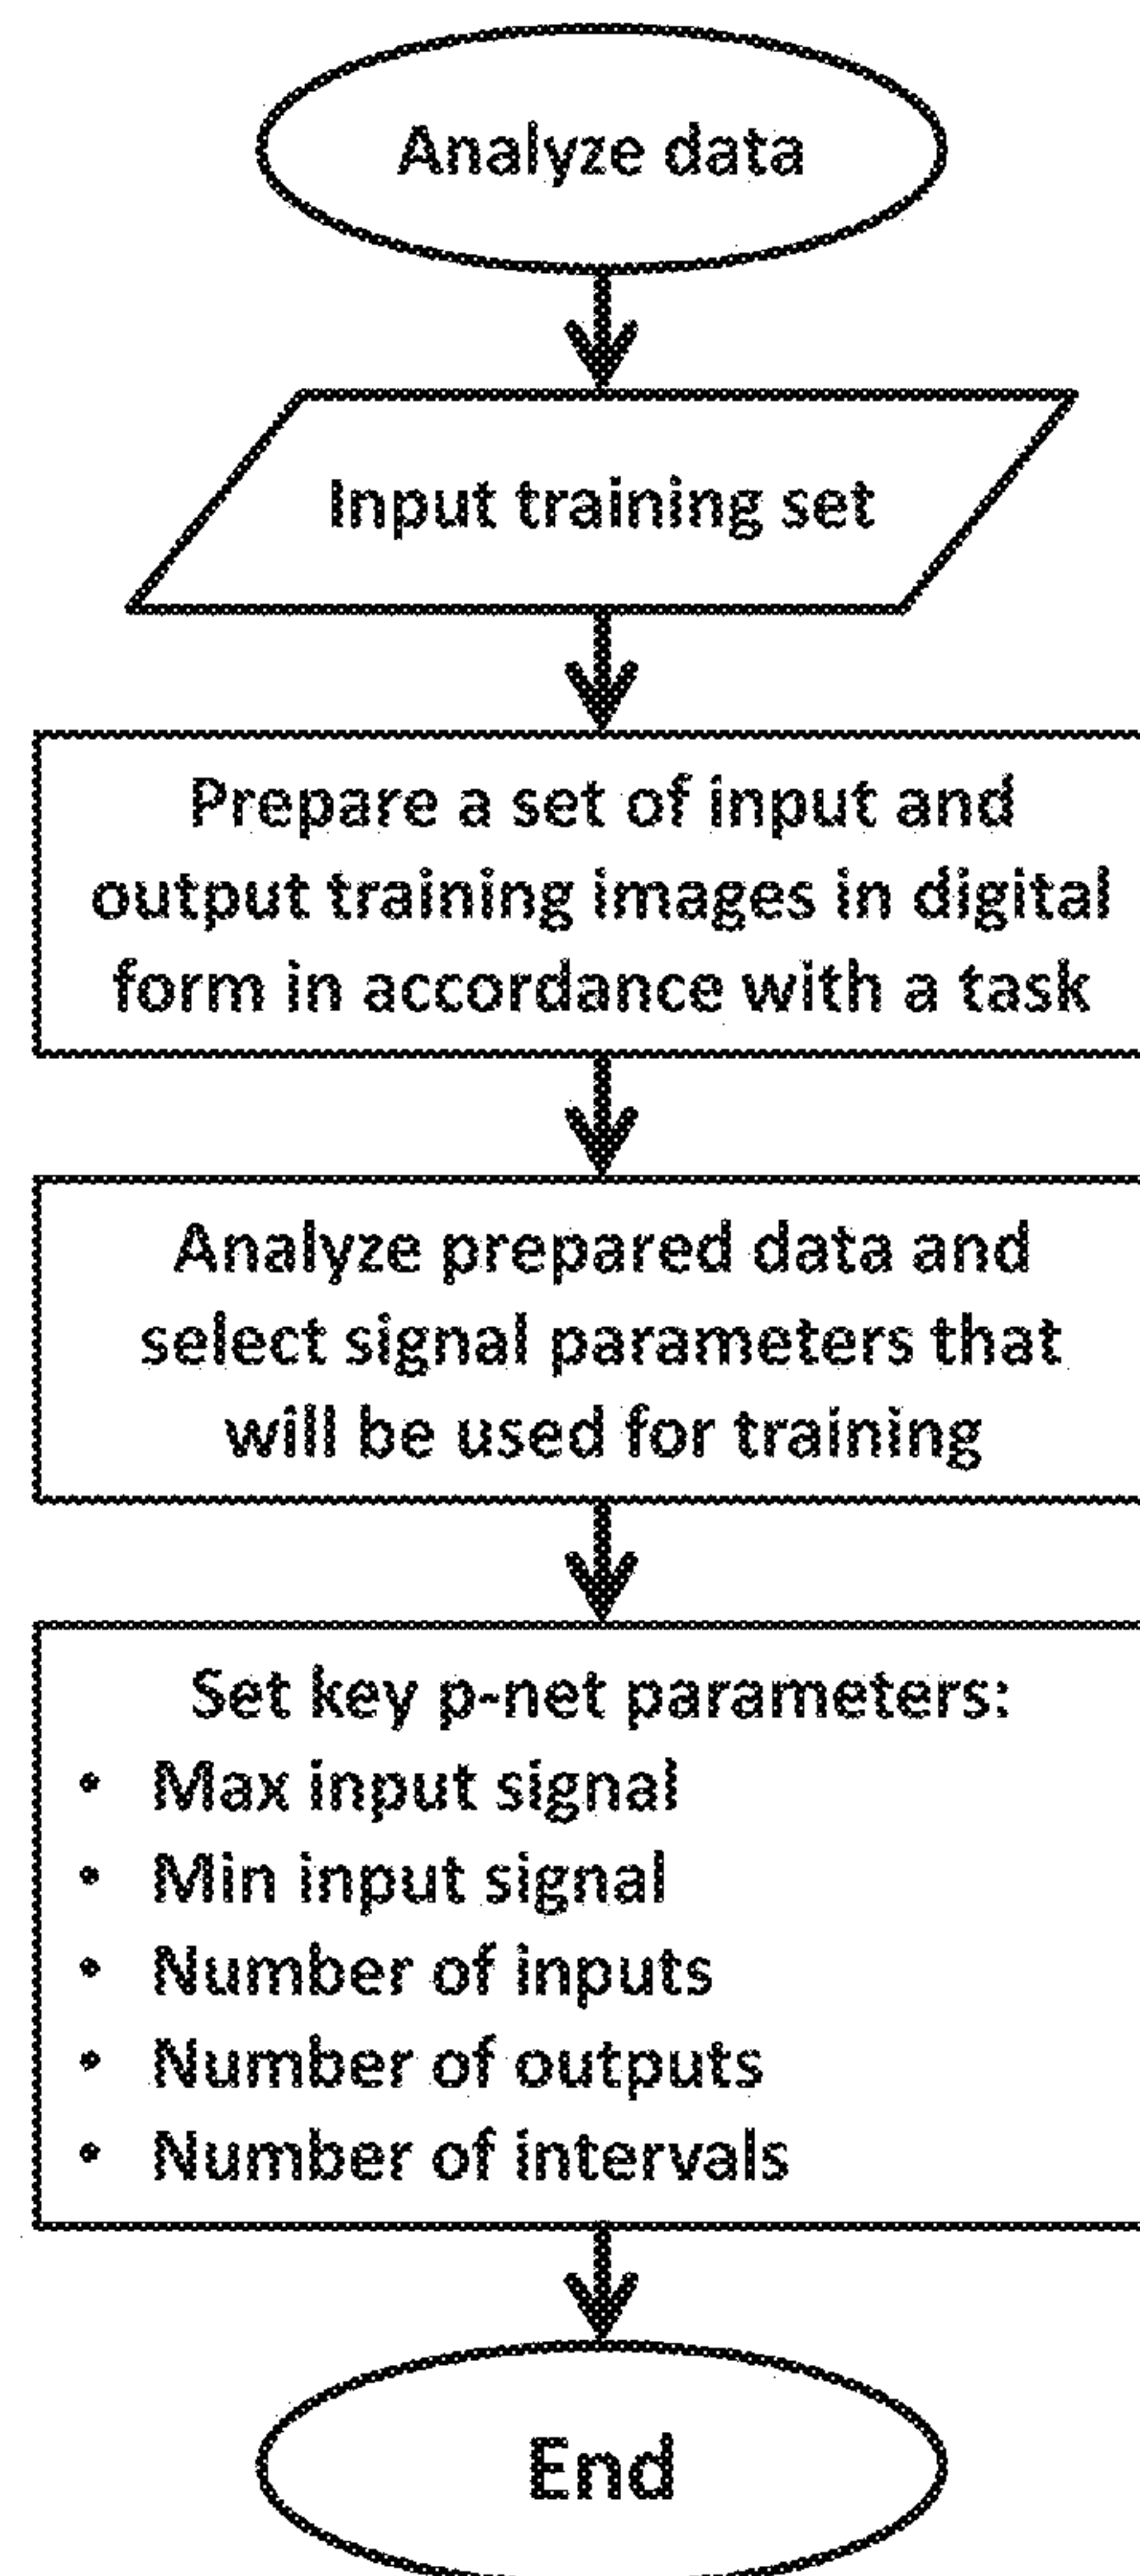 Analyze data
Input training set
Prepare a set of input and
output training images in digital
form in accordance with a task
Analyze prepared data and
select signal parameters that
will be used for training
Set key p-net parameters:
• Max input signal
• Min input signal
• Number of inputs
• Number of outputs
• Number of intervals
End